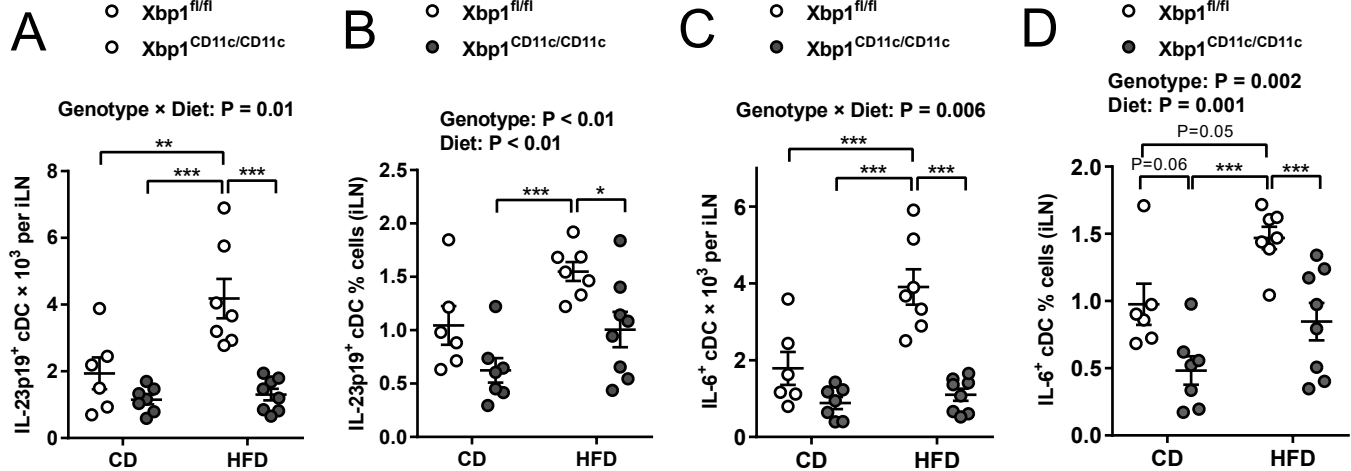 A
Xbp1fl/fl
Xbp1CD11c/CD11c
Genotype × Diet: P = 0.01
**
***
***
IL-23p19+ cDC × 10³ per iLN
8
6
4
2
0
CD
HFD
B
Xbp1fl/fl
Xbp1CD11c/CD11c
Genotype: P < 0.01
Diet: P < 0.01
***
*
IL-23p19+ cDC % cells (iLN)
2.5
2.0
1.5
1.0
0.5
0.0
CD
HFD
C
Xbp1fl/fl
Xbp1CD11c/CD11c
Genotype × Diet: P = 0.006
***
***
***
IL-6+ cDC × 10³ per iLN
6
4
2
0
CD
HFD
D
Xbp1fl/fl
Xbp1CD11c/CD11c
Genotype: P = 0.002
Diet: P = 0.001
P=0.05
P=0.06
***
***
IL-6+ cDC % cells (iLN)
2.0
1.5
1.0
0.5
0.0
CD
HFD